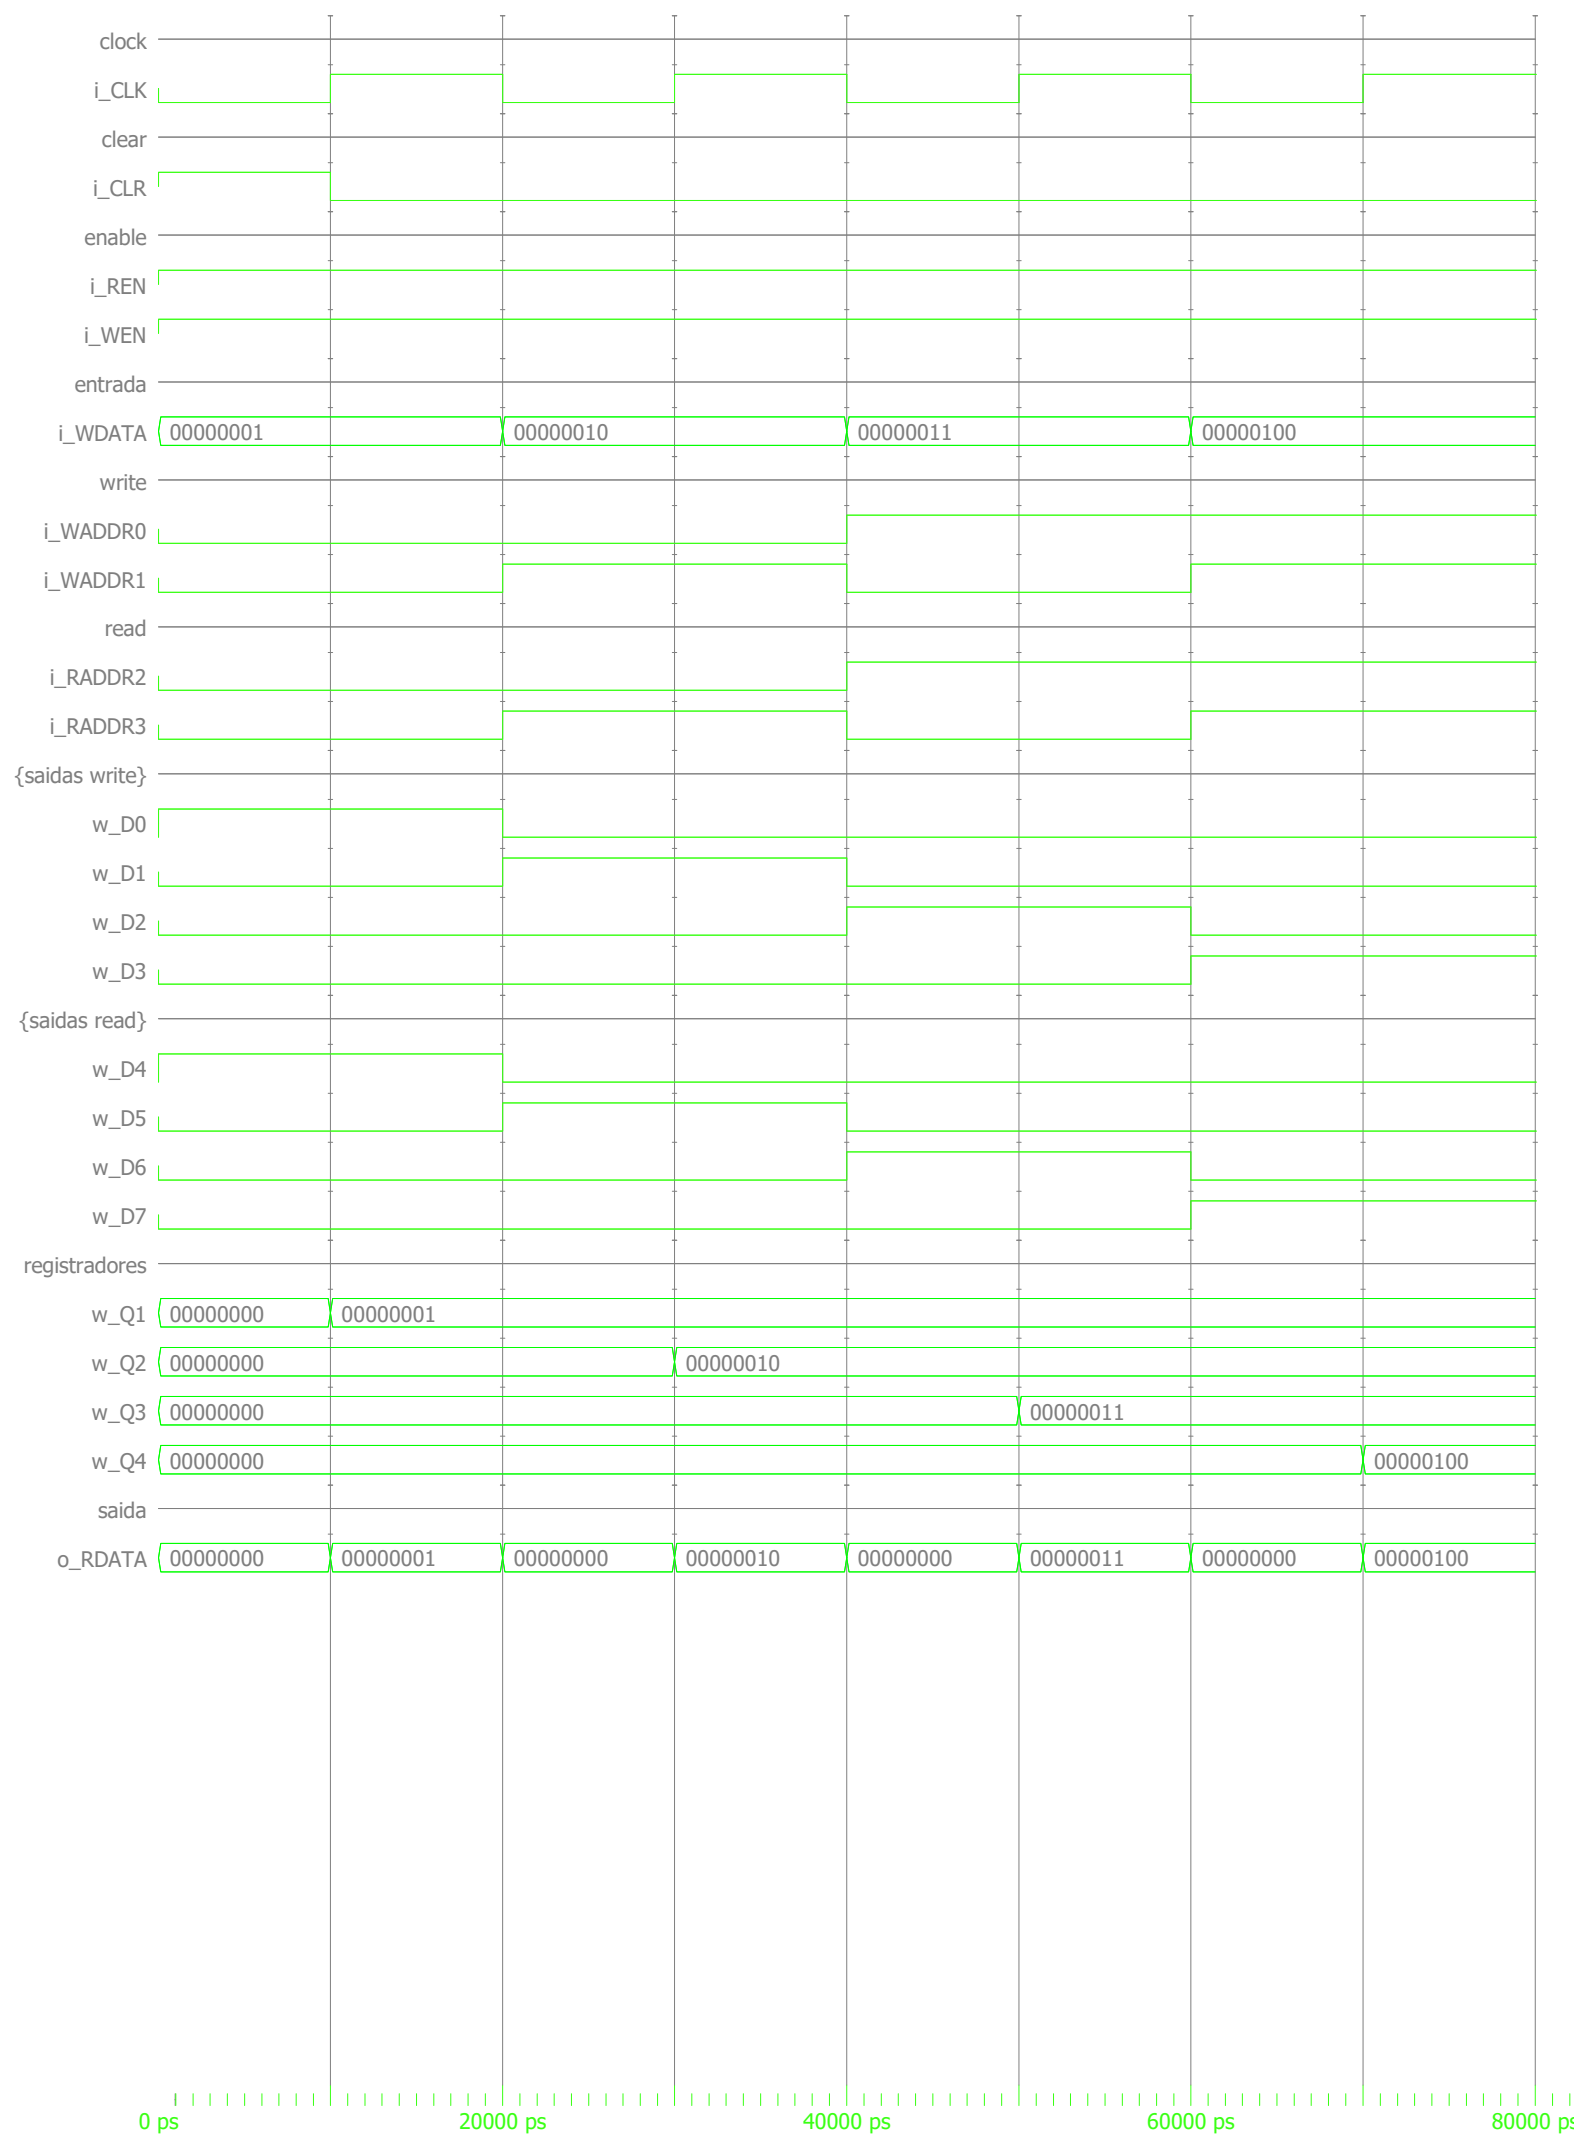 clock
i_CLK
clear
i_CLR
enable
i_REN
i_WEN
entrada
i_WDATA 00000001 00000010 00000011 00000100
write
i_WADDR0
i_WADDR1
read
i_RADDR2
i_RADDR3
{saidas write}
w_D0
w_D1
w_D2
w_D3
{saidas read}
w_D4
w_D5
w_D6
w_D7
registradores
w_Q1 00000000 00000001
w_Q2 00000000 00000010
w_Q3 00000000 00000011
w_Q4 00000000 00000100
saida
o_RDATA 00000000 00000001 00000000 00000010 00000000 00000011 00000000 00000100
0 ps 20000 ps 40000 ps 60000 ps 80000 ps